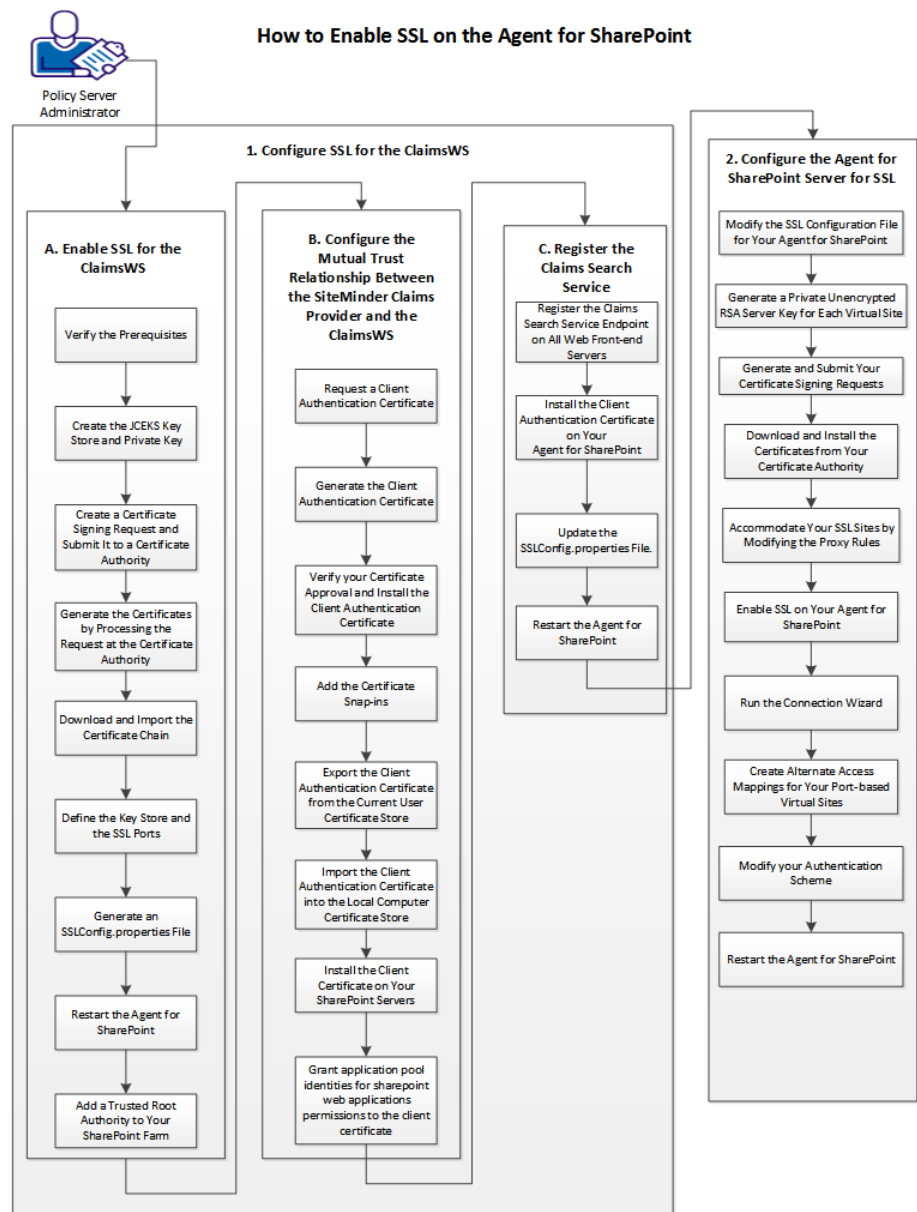 How to Enable SSL on the Agent for SharePoint
Policy Server
Administrator
1. Configure SSL for the ClaimsWS
A. Enable SSL for the
ClaimsWS
Verify the Prerequisites
Create the JCEKS Key
Store and Private Key
Create a Certificate
Signing Request and
Submit It to a Certificate
Authority
Generate the Certificates
by Processing the
Request at the Certificate
Authority
Download and Import the
Certificate Chain
Define the Key Store and
the SSL Ports
Generate an
SSLConfig.properties File
Restart the Agent for
SharePoint
Add a Trusted Root
Authority to Your
SharePoint Farm
B. Configure the
Mutual Trust
Relationship Between
the SiteMinder Claims
Provider and the
ClaimsWS
Request a Client
Authentication Certificate
Generate the Client
Authentication Certificate
Verify your Certificate
Approval and Install the
Client Authentication
Certificate
Add the Certificate
Snap-ins
Export the Client
Authentication Certificate
from the Current User
Certificate Store
Import the Client
Authentication Certificate
into the Local Computer
Certificate Store
Install the Client
Certificate on Your
SharePoint Servers
Grant application pool
identities for sharepoint
web applications
permissions to the client
certificate
C. Register the
Claims Search
Service
Register the Claims
Search Service Endpoint
on All Web Front-end
Servers
Install the Client
Authentication Certificate
on Your
Agent for SharePoint
Update the
SSLConfig.properties File.
Restart the Agent for
SharePoint
2. Configure the Agent for
SharePoint Server for SSL
Modify the SSL Configuration File
for Your Agent for SharePoint
Generate a Private Unencrypted
RSA Server Key for Each Virtual Site
Generate and Submit Your
Certificate Signing Requests
Download and Install the
Certificates from Your
Certificate Authority
Accommodate Your SSL Sites by
Modifying the Proxy Rules
Enable SSL on Your Agent for
SharePoint
Run the Connection Wizard
Create Alternate Access
Mappings for Your Port-based
Virtual Sites
Modify your Authentication
Scheme
Restart the Agent for SharePoint